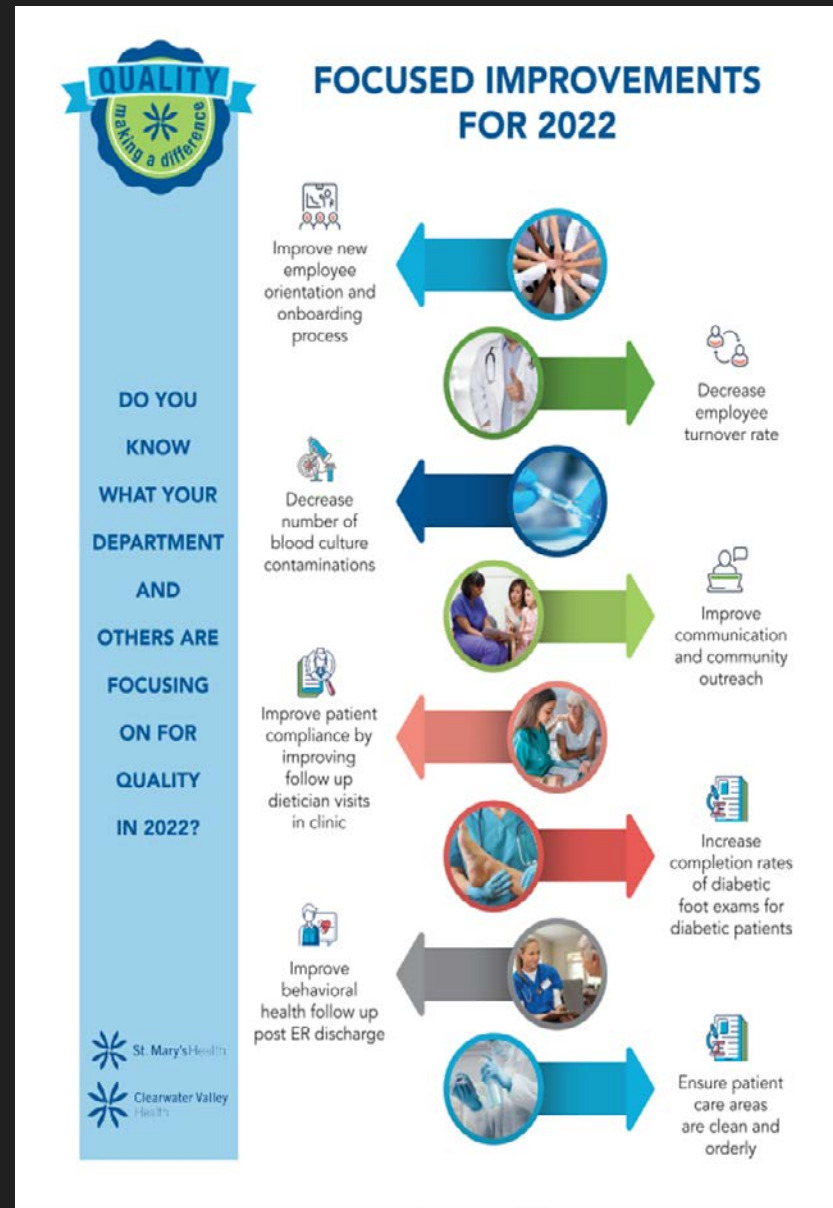 QUALITY
making a difference
FOCUSED IMPROVEMENTS
FOR 2022
DO YOU
KNOW
WHAT YOUR
DEPARTMENT
AND
OTHERS ARE
FOCUSING
ON FOR
QUALITY
IN 2022?
Improve new
employee
orientation and
onboarding
process
Decrease
employee
turnover rate
Decrease
number of
blood culture
contaminations
Improve
communication
and community
outreach
Improve patient
compliance by
improving
follow up
dietician visits
in clinic
Increase
completion rates
of diabetic
foot exams for
diabetic patients
Improve
behavioral
health follow up
post ER discharge
Ensure patient
care areas
are clean and
orderly
St. Mary's Health
Clearwater Valley
Health